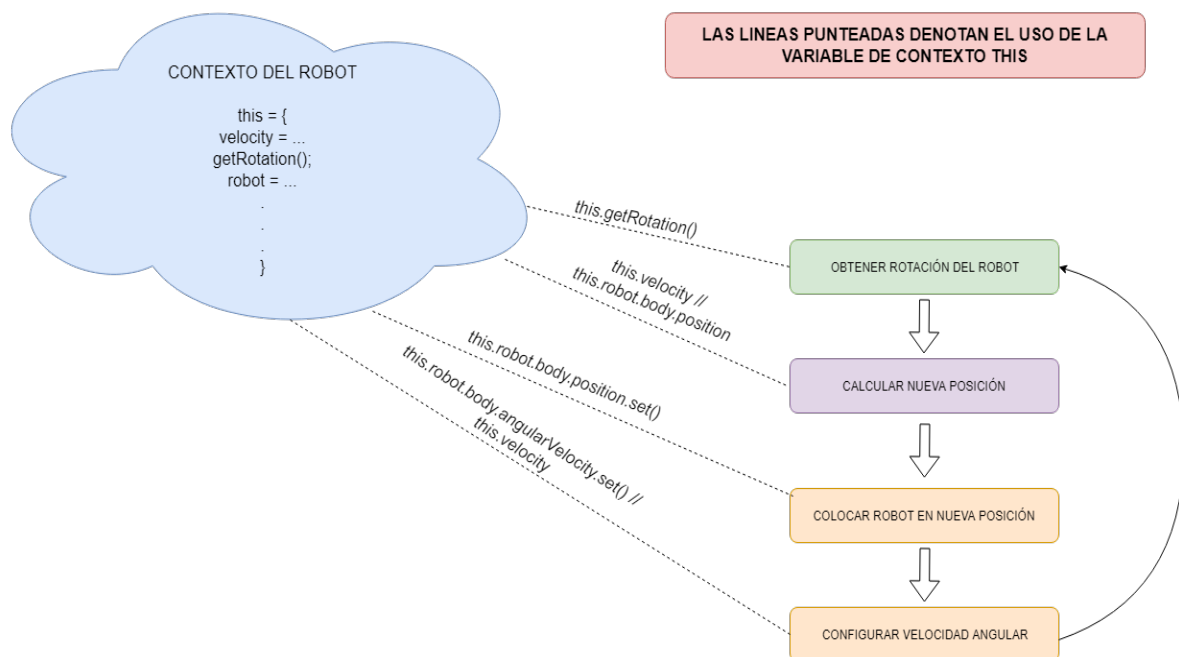 LAS LINEAS PUNTEADAS DENOTAN EL USO DE LA
VARIABLE DE CONTEXTO THIS
CONTEXTO DEL ROBOT
this = {
velocity = ...
getRotation();
robot = ...
.
.
.
}
this.getRotation()
this.velocity //
this.robot.body.position
this.robot.body.position.set()
this.robot.body.angularVelocity.set() //
this.velocity
OBTENER ROTACIÓN DEL ROBOT
CALCULAR NUEVA POSICIÓN
COLOCAR ROBOT EN NUEVA POSICIÓN
CONFIGURAR VELOCIDAD ANGULAR